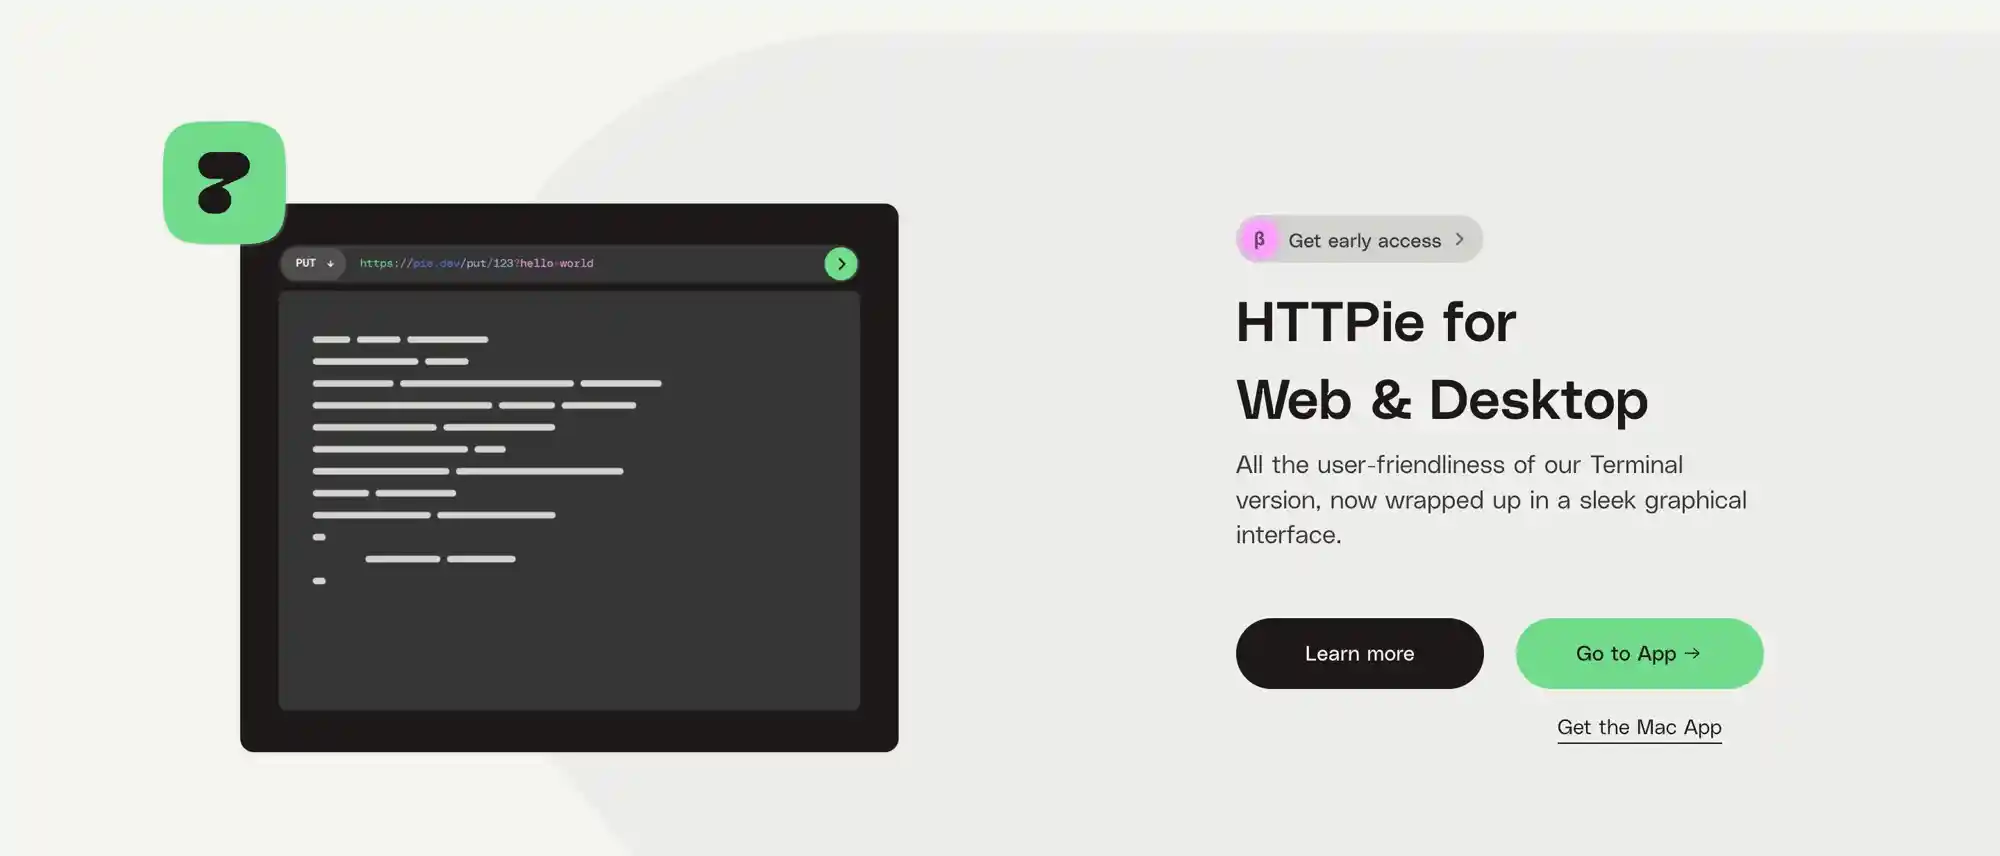 PUT ↓ https://pie.dev/put/123?hello=world
β Get early access >
HTTPie for
Web & Desktop
All the user-friendliness of our Terminal
version, now wrapped up in a sleek graphical
interface.
Learn more
Go to App →
Get the Mac App